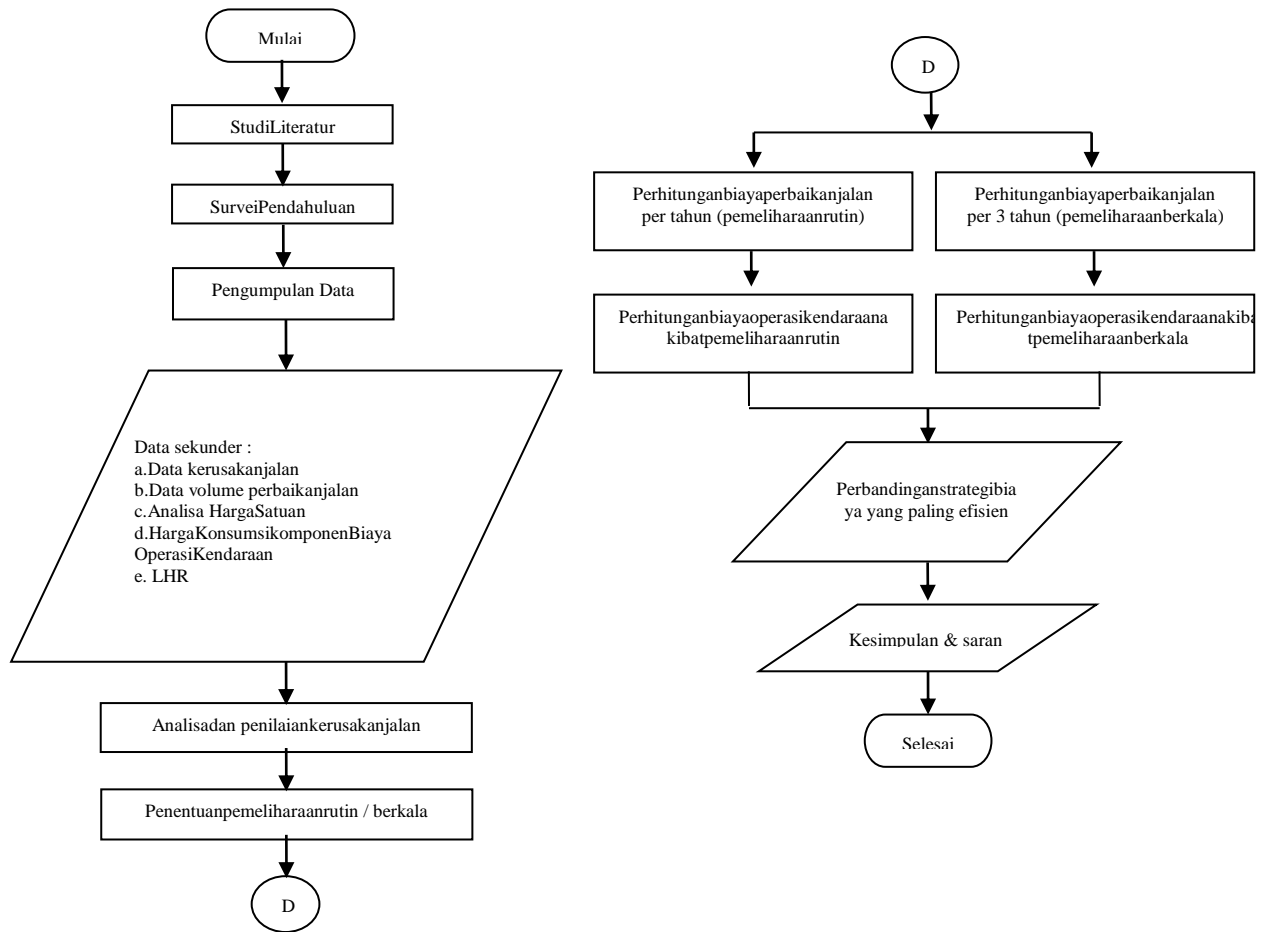 Mulai
StudiLiteratur
SurveiPendahuluan
Pengumpulan Data
Data sekunder :
a.Data kerusakanjalan
b.Data volume perbaikanjalan
c.Analisa HargaSatuan
d.HargaKonsumsikomponenBiaya
OperasiKendaraan
e. LHR
Analisadan penilaiankerusakanjalan
Penentuanpemeliharaanrutin / berkala
D
D
Perhitunganbiayaperbaikanjalan
per tahun (pemeliharaanrutin)
Perhitunganbiayaperbaikanjalan
per 3 tahun (pemeliharaanberkala)
Perhitunganbiayaoperasikendaraana
kibatpemeliharaanrutin
Perhitunganbiayaoperasikendaraanakiba
tpemeliharaanberkala
Perbandinganstrategibia
ya yang paling efisien
Kesimpulan & saran
Selesai